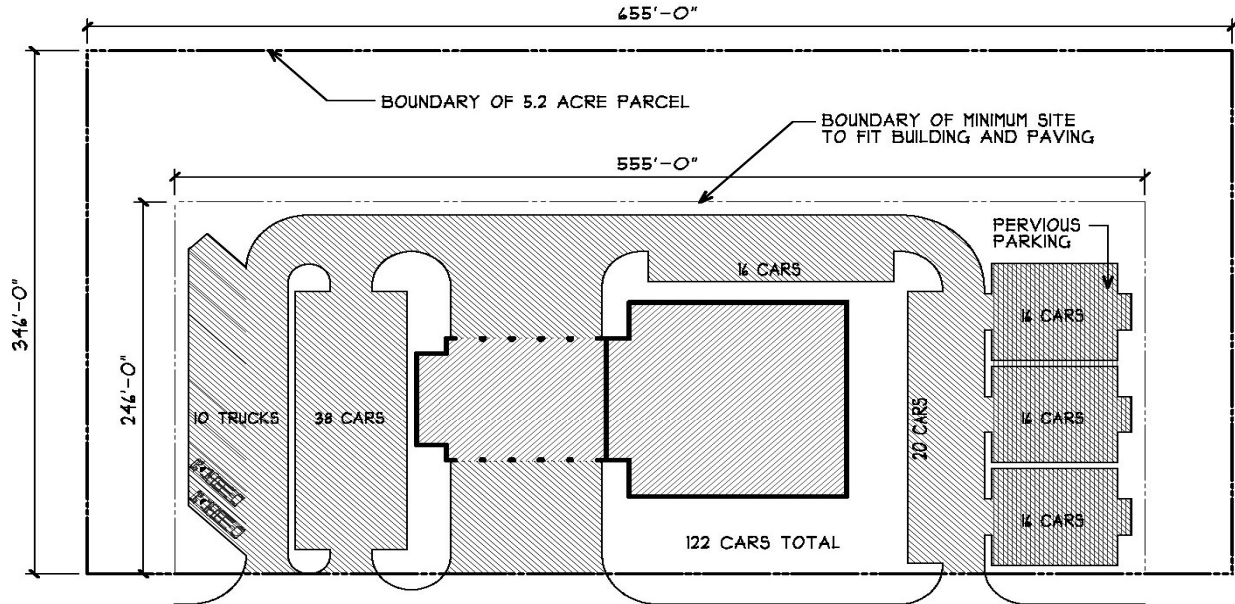 655'-0"
BOUNDARY OF 5.2 ACRE PARCEL
BOUNDARY OF MINIMUM SITE
TO FIT BUILDING AND PAVING
555'-0"
346'-0"
246'-0"
PERVIOUS
PARKING
16 CARS
16 CARS
10 TRUCKS
38 CARS
20 CARS
16 CARS
16 CARS
122 CARS TOTAL